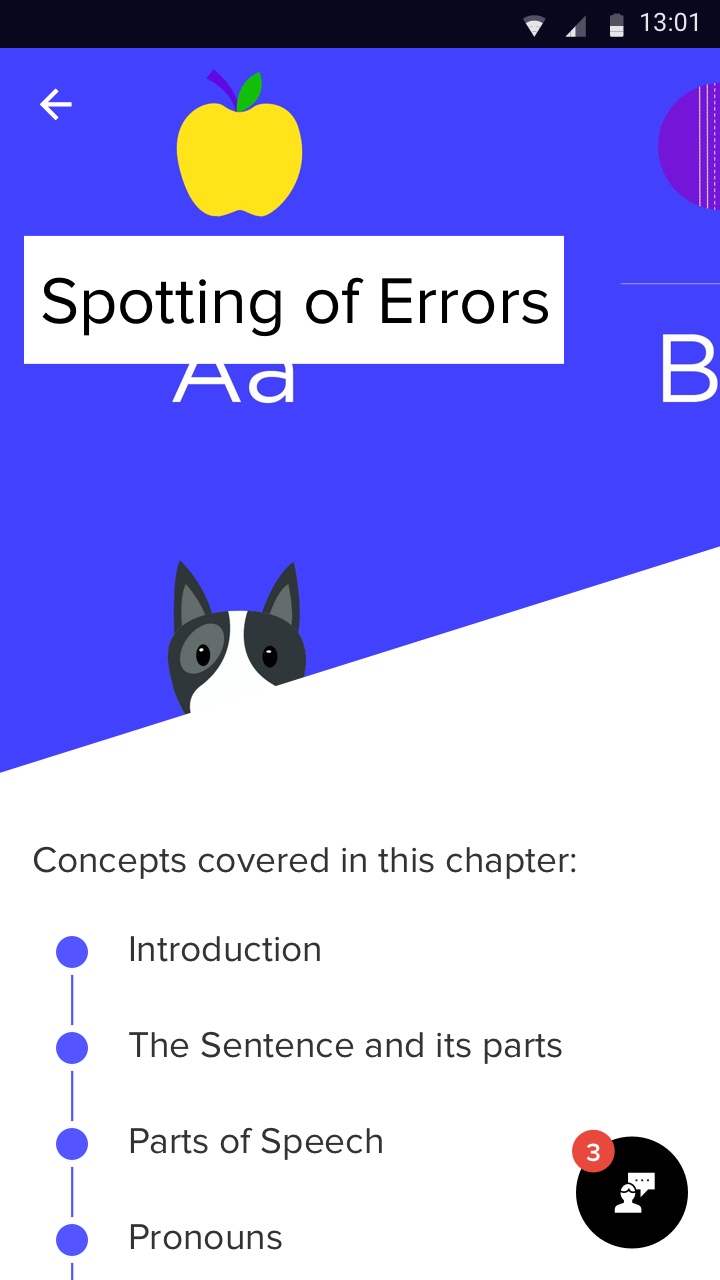 13:01
Spotting of Errors
Aa
B
Concepts covered in this chapter:
Introduction
The Sentence and its parts
Parts of Speech
3
Pronouns